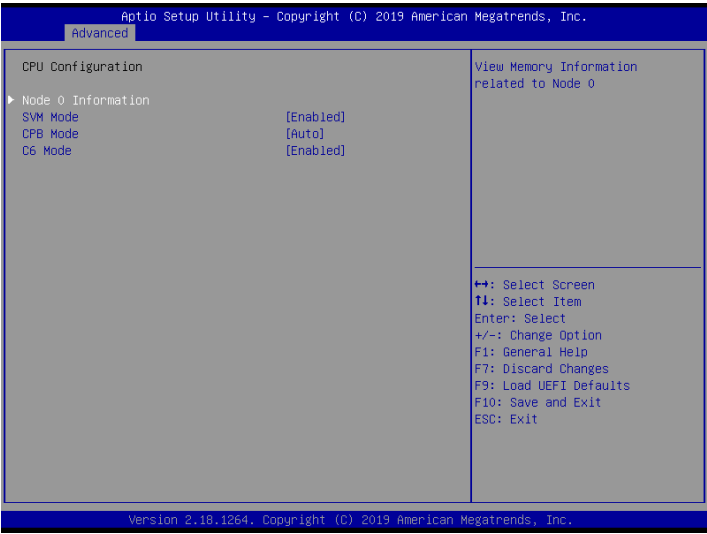 Aptio Setup Utility – Copyright (C) 2019 American Megatrends, Inc.
Advanced
CPU Configuration
Node 0 Information
SVM Mode [Enabled]
CPB Mode [Auto]
C6 Mode [Enabled]
View Memory Information
related to Node 0
↔: Select Screen
↑↓: Select Item
Enter: Select
+/-: Change Option
F1: General Help
F7: Discard Changes
F9: Load UEFI Defaults
F10: Save and Exit
ESC: Exit
Version 2.18.1264. Copyright (C) 2019 American Megatrends, Inc.